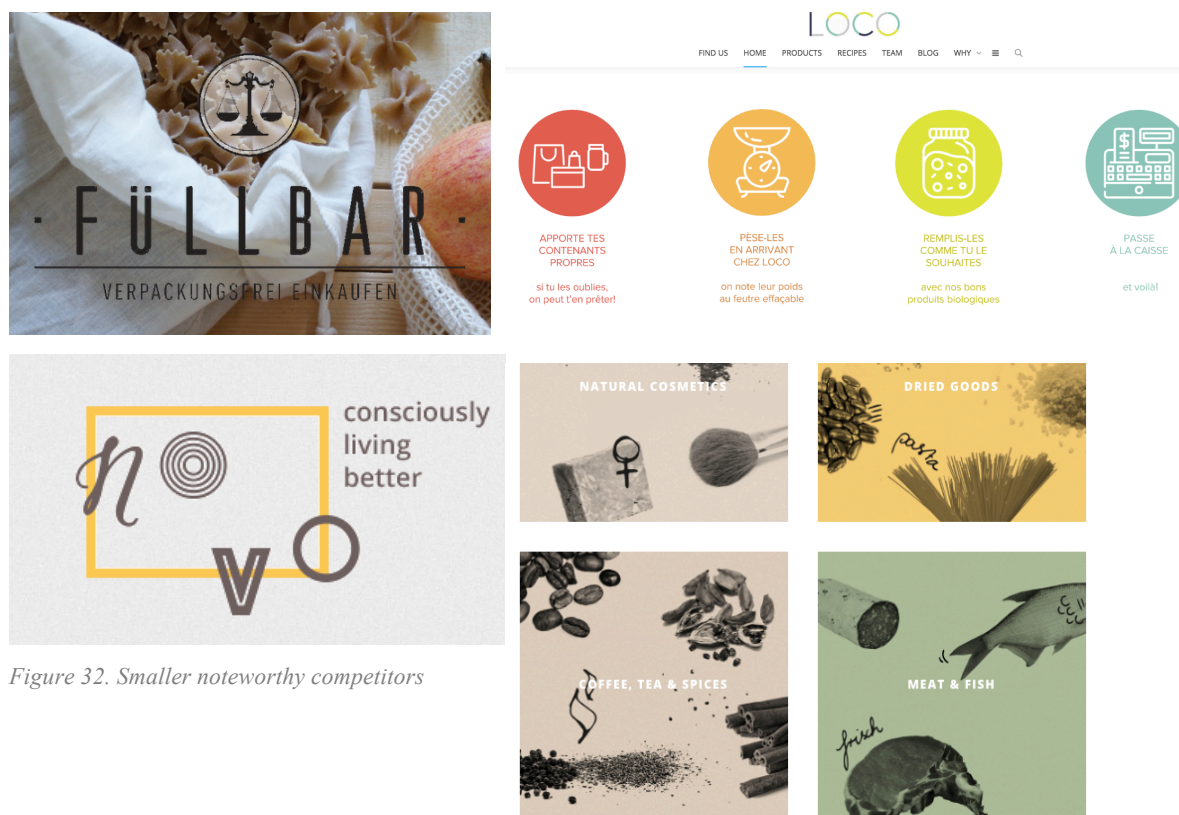 · FÜLLBAR ·
VERPACKUNGSFREI EINKAUFEN
LOCO
FIND US HOME PRODUCTS RECIPES TEAM BLOG WHY
APPORTE TES
CONTENANTS
PROPRES
si tu les oublies,
on peut t'en prêter!
PÈSE-LES
EN ARRIVANT
CHEZ LOCO
on note leur poids
au feutre effaçable
REMPLIS-LES
COMME TU LE
SOUHAITES
avec nos bons
produits biologiques
$
PASSE
À LA CAISSE
et voilà!
novo
consciously
living
better
Figure 32. Smaller noteworthy competitors
NATURAL COSMETICS
DRIED GOODS
pasta
COFFEE, TEA & SPICES
MEAT & FISH
frisch